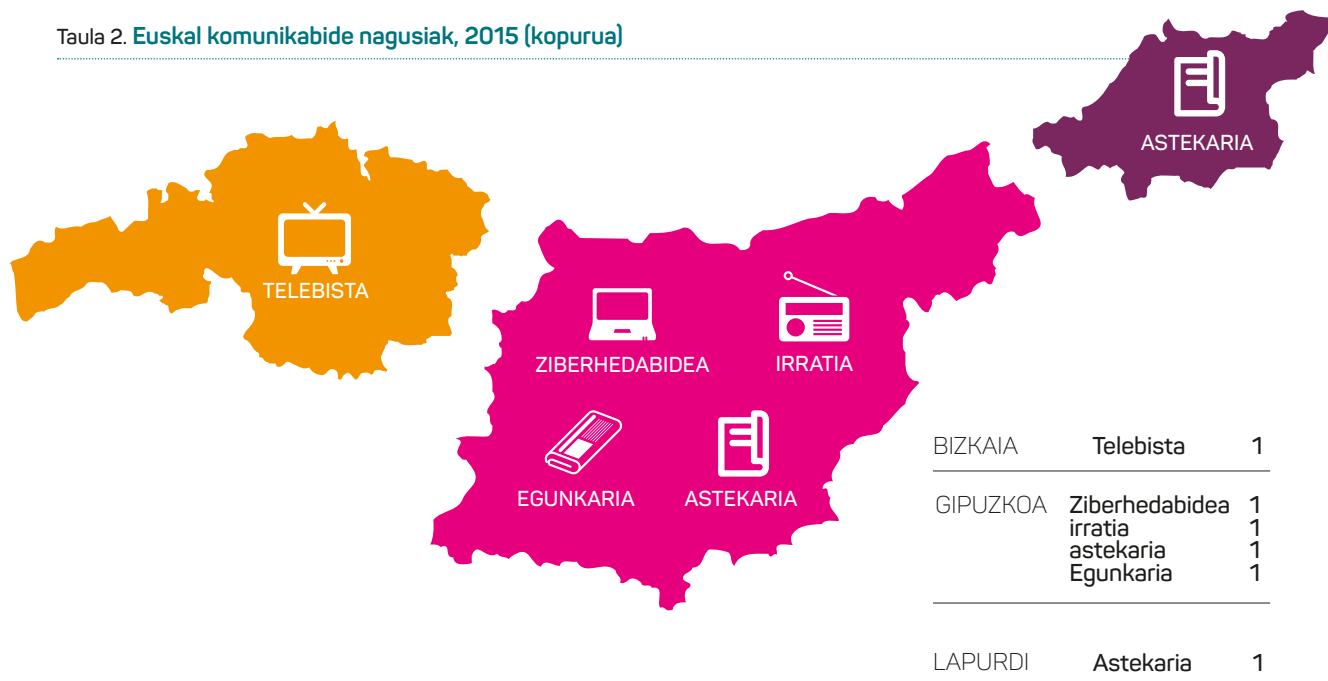 Taula 2. Euskal komunikabide nagusiak, 2015 (kopurua)
ASTEKARIA
TELEBISTA
ZIBERHEDABIDEA IRRATIA
EGUNKARIA ASTEKARIA
BIZKAIA Telebista 1
GIPUZKOA Ziberhedabidea 1
irratia 1
astekaria 1
Egunkaria 1
LAPURDI Astekaria 1